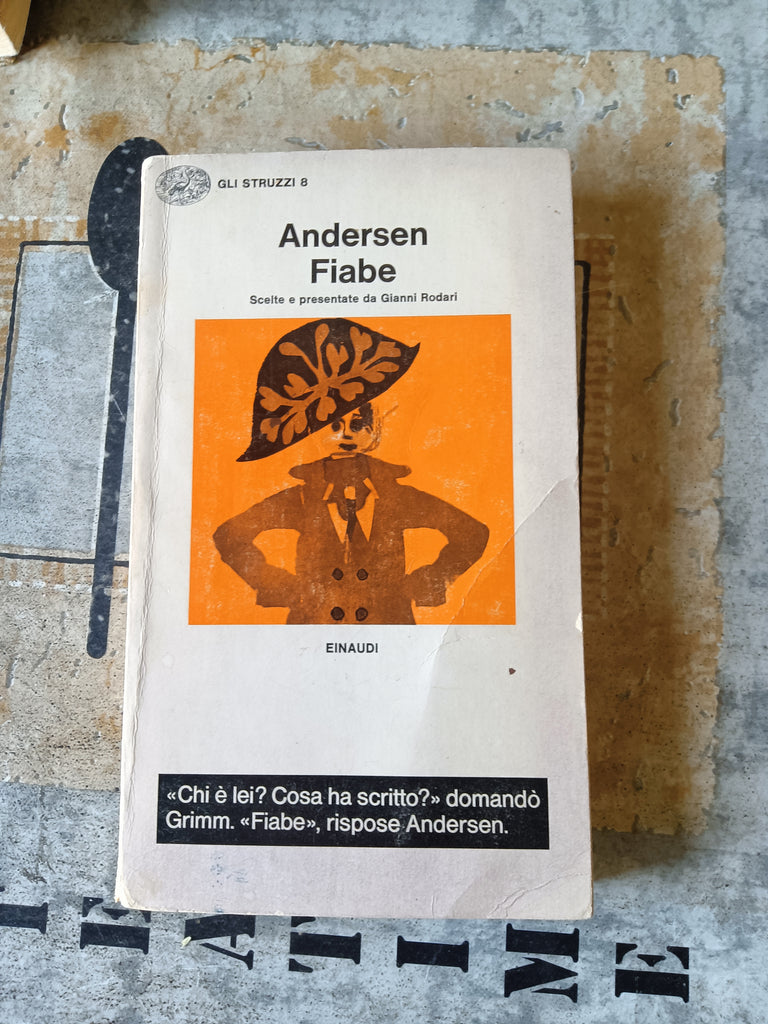 GLI STRUZZI 8
Andersen
Fiabe
Scelte e presentate da Gianni Rodari
EINAUDI
«Chi è lei? Cosa ha scritto?» domandò
Grimm. «Fiabe», rispose Andersen.
TIME